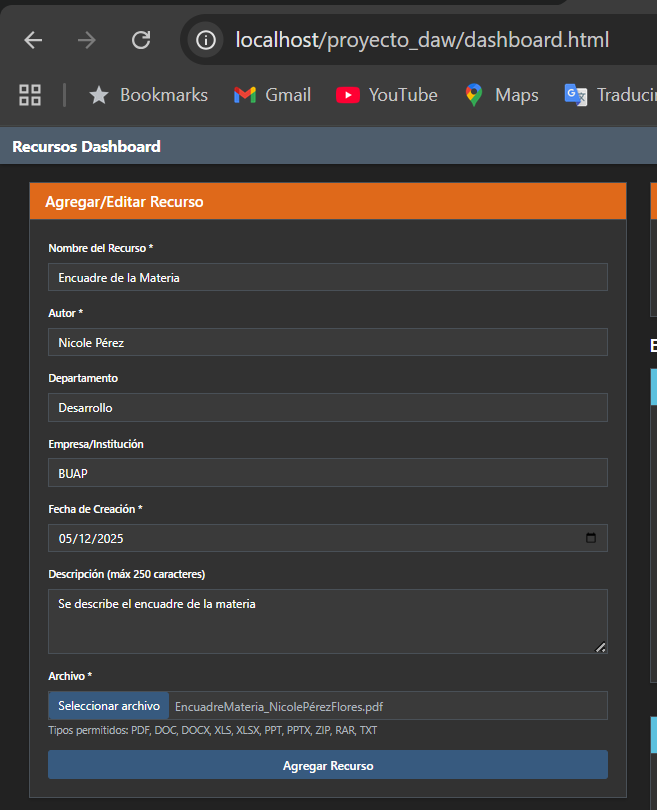 localhost/proyecto_daw/dashboard.html
Bookmarks Gmail YouTube Maps
Recursos Dashboard
Agregar/Editar Recurso
Nombre del Recurso *
Encuadre de la Materia
Autor *
Nicole Pérez
Departamento
Desarrollo
Empresa/Institución
BUAP
Fecha de Creación *
05/12/2025
Descripción (máx 250 caracteres)
Se describe el encuadre de la materia
Archivo *
Seleccionar archivo EncuadreMateria_NicolePérezFlores.pdf
Tipos permitidos: PDF, DOC, DOCX, XLS, XLSX, PPT, PPTX, ZIP, RAR, TXT
Agregar Recurso